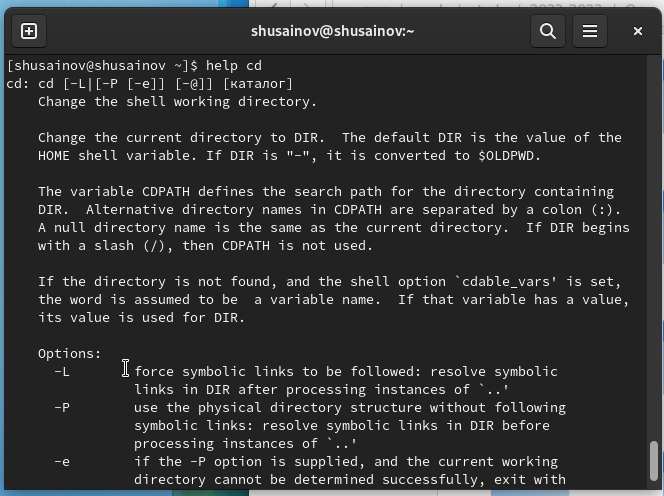 shusainov@shusainov:~
[shusainov@shusainov ~]$ help cd
cd: cd [-L|[-P [-e]] [-@]] [каталог]
Change the shell working directory.
Change the current directory to DIR.  The default DIR is the value of the
HOME shell variable. If DIR is "-", it is converted to $OLDPWD.
The variable CDPATH defines the search path for the directory containing
DIR.  Alternative directory names in CDPATH are separated by a colon (:).
A null directory name is the same as the current directory.  If DIR begins
with a slash (/), then CDPATH is not used.
If the directory is not found, and the shell option `cdable_vars' is set,
the word is assumed to be  a variable name.  If that variable has a value,
its value is used for DIR.
Options:
-L force symbolic links to be followed: resolve symbolic
links in DIR after processing instances of `..'
-P use the physical directory structure without following
symbolic links: resolve symbolic links in DIR before
processing instances of `..'
-e if the -P option is supplied, and the current working
directory cannot be determined successfully, exit with